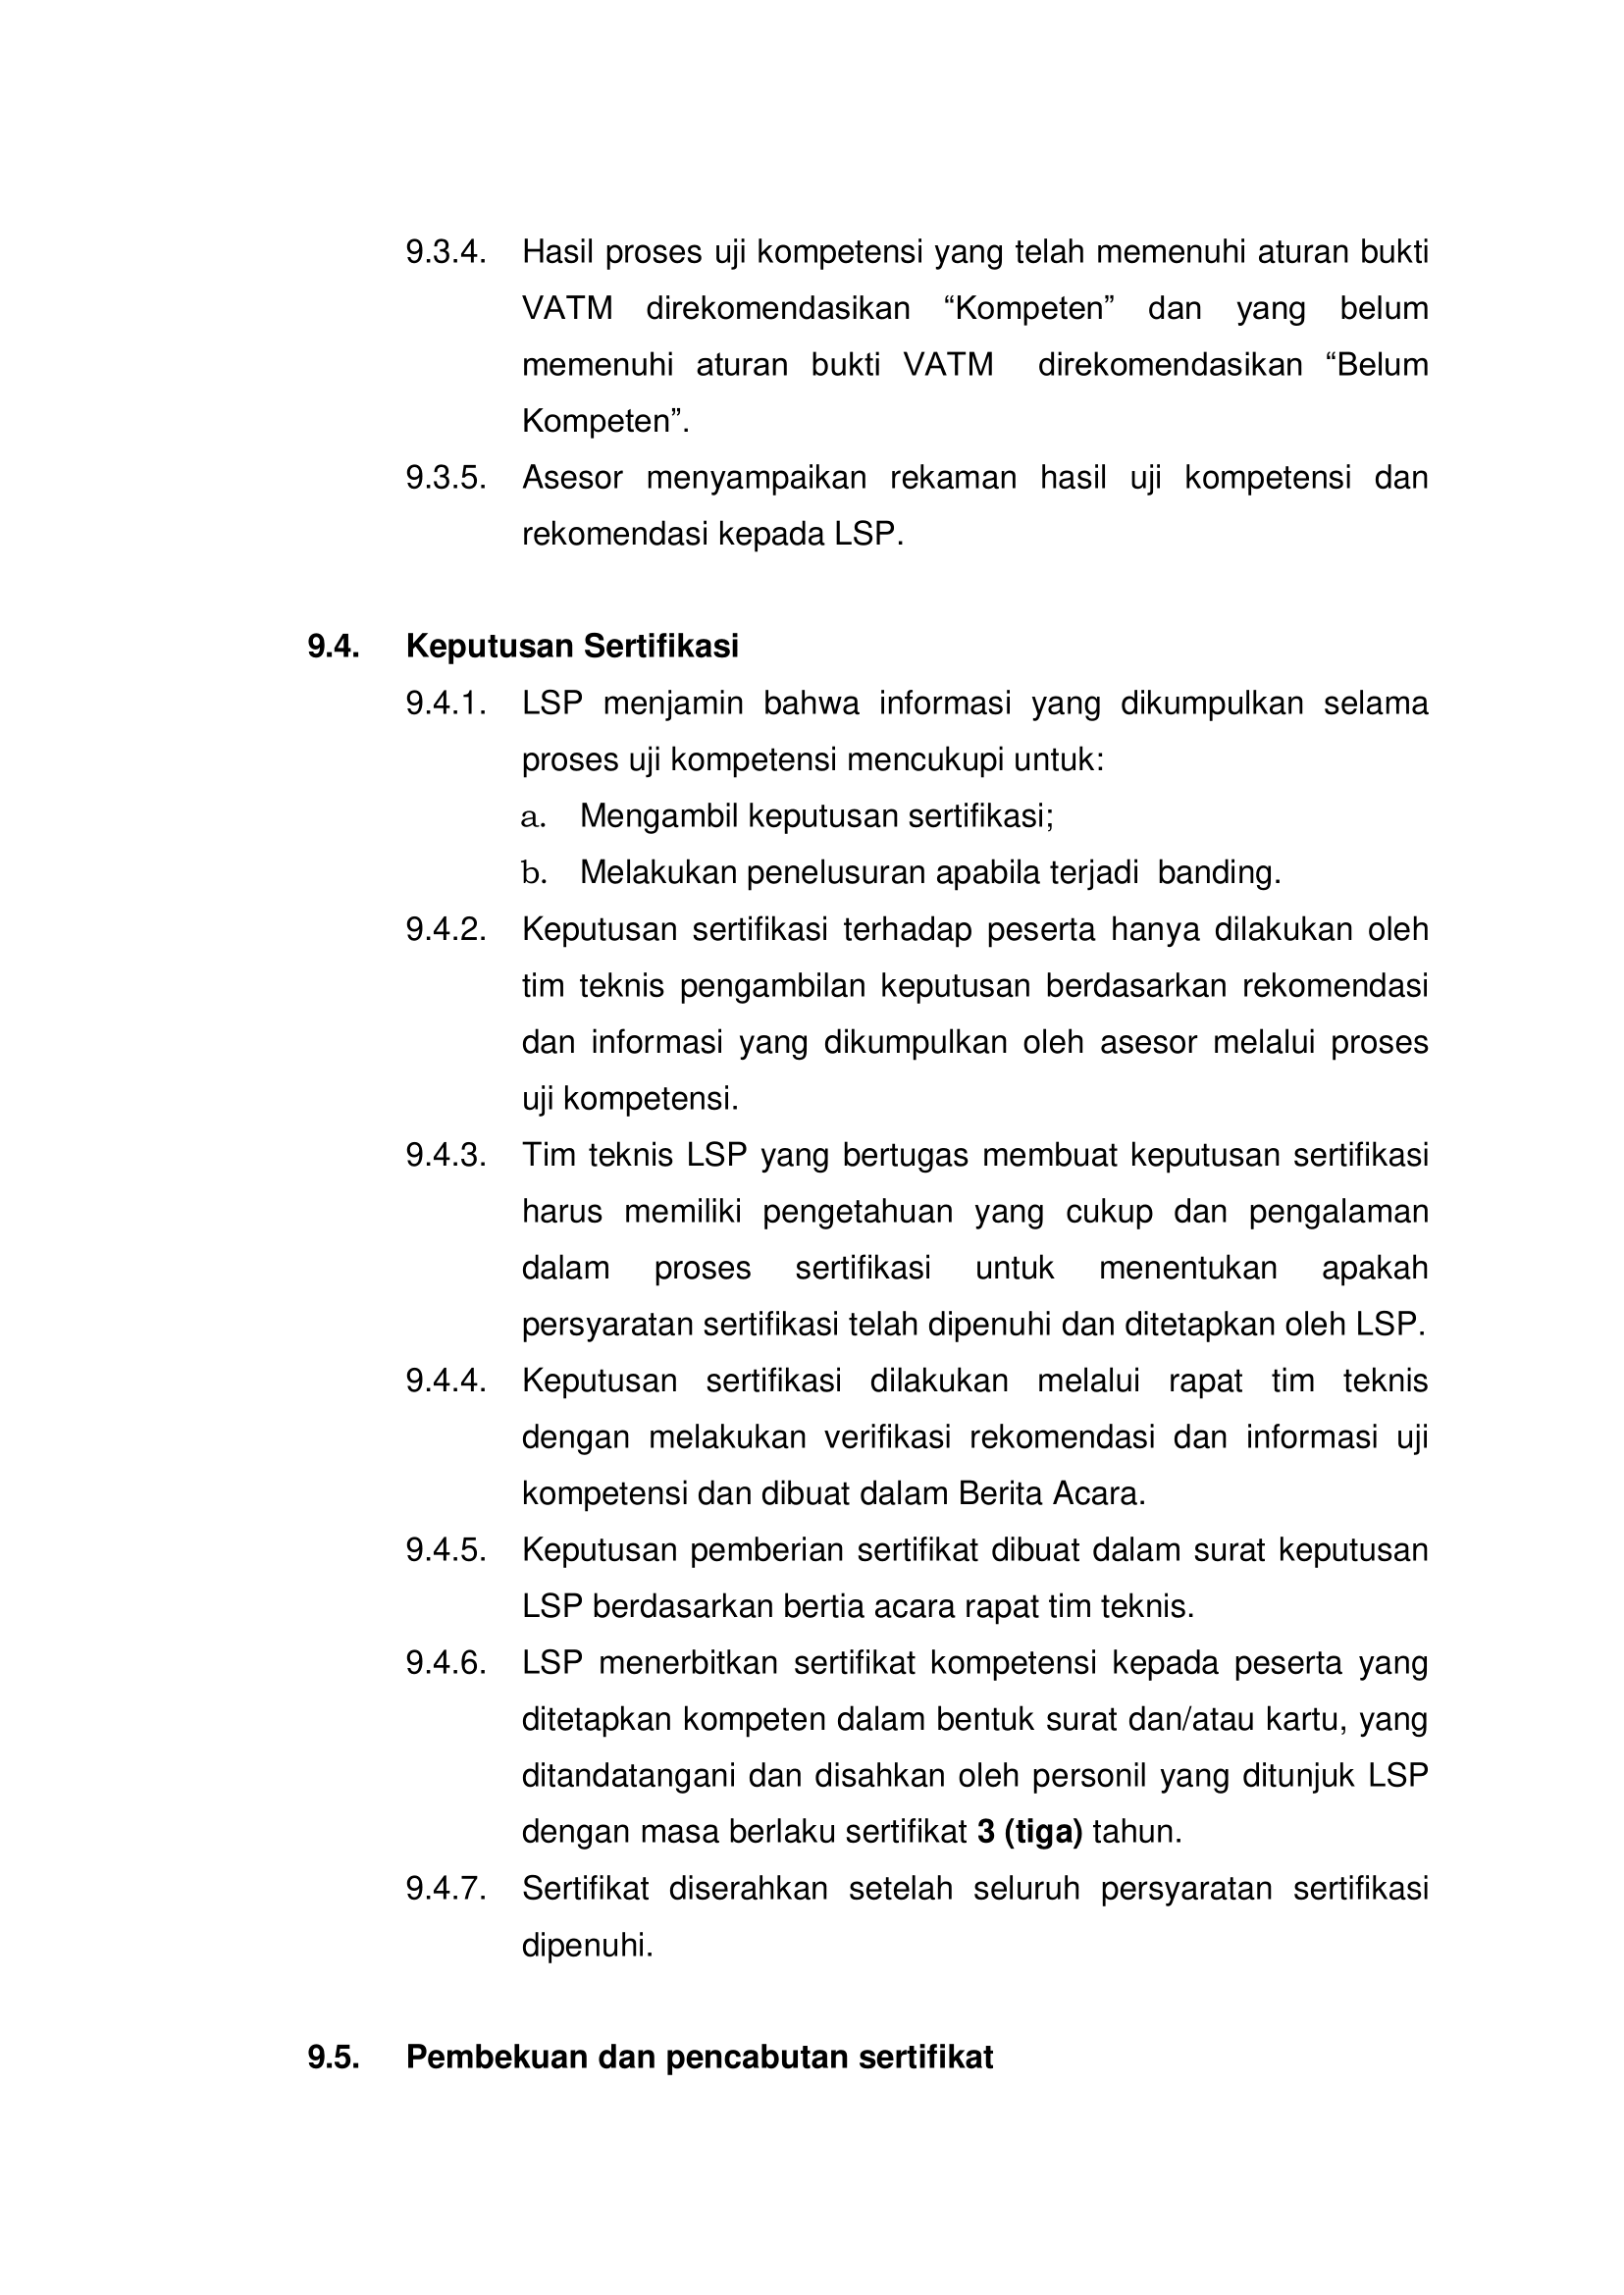 9.3.4. Hasil proses uji kompetensi yang telah memenuhi aturan bukti
VATM direkomendasikan “Kompeten” dan yang belum
memenuhi aturan bukti VATM direkomendasikan “Belum
Kompeten”.
9.3.5. Asesor menyampaikan rekaman hasil uji kompetensi dan
rekomendasi kepada LSP.
9.4. Keputusan Sertifikasi
9.4.1. LSP menjamin bahwa informasi yang dikumpulkan selama
proses uji kompetensi mencukupi untuk:
a. Mengambil keputusan sertifikasi;
b. Melakukan penelusuran apabila terjadi banding.
9.4.2. Keputusan sertifikasi terhadap peserta hanya dilakukan oleh
tim teknis pengambilan keputusan berdasarkan rekomendasi
dan informasi yang dikumpulkan oleh asesor melalui proses
uji kompetensi.
9.4.3. Tim teknis LSP yang bertugas membuat keputusan sertifikasi
harus memiliki pengetahuan yang cukup dan pengalaman
dalam proses sertifikasi untuk menentukan apakah
persyaratan sertifikasi telah dipenuhi dan ditetapkan oleh LSP.
9.4.4. Keputusan sertifikasi dilakukan melalui rapat tim teknis
dengan melakukan verifikasi rekomendasi dan informasi uji
kompetensi dan dibuat dalam Berita Acara.
9.4.5. Keputusan pemberian sertifikat dibuat dalam surat keputusan
LSP berdasarkan bertia acara rapat tim teknis.
9.4.6. LSP menerbitkan sertifikat kompetensi kepada peserta yang
ditetapkan kompeten dalam bentuk surat dan/atau kartu, yang
ditandatangani dan disahkan oleh personil yang ditunjuk LSP
dengan masa berlaku sertifikat 3 (tiga) tahun.
9.4.7. Sertifikat diserahkan setelah seluruh persyaratan sertifikasi
dipenuhi.
9.5. Pembekuan dan pencabutan sertifikat